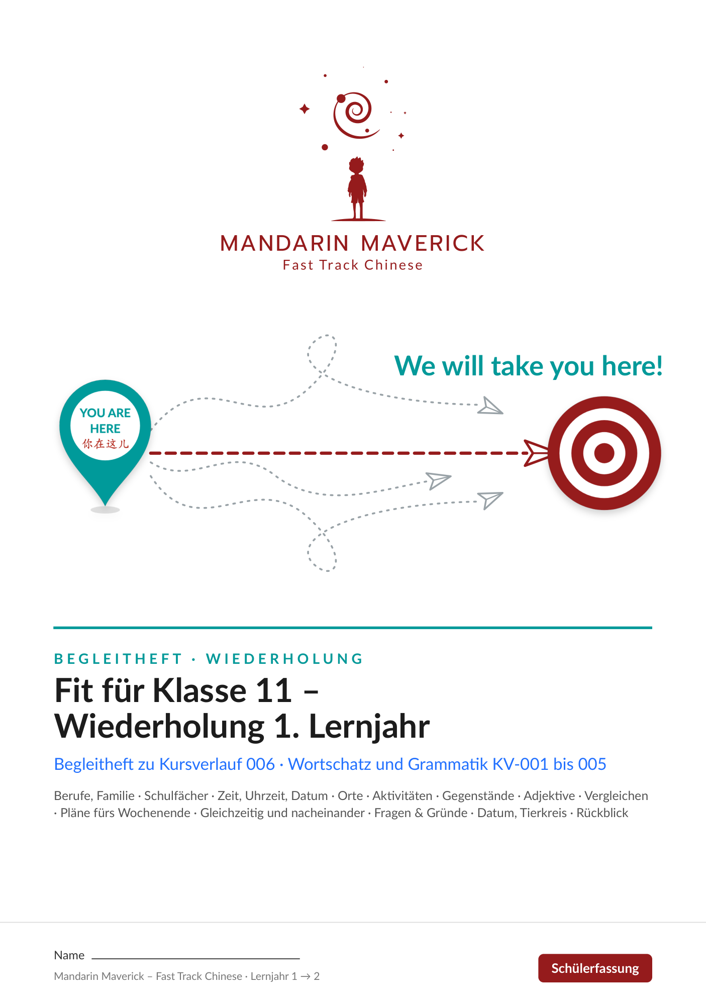 MANDARIN MAVERICK
Fast Track Chinese
We will take you here!
YOU ARE
HERE
你在这儿
BEGLEITHEFT · WIEDERHOLUNG
Fit für Klasse 11 –
Wiederholung 1. Lernjahr
Begleitheft zu Kursverlauf 006 · Wortschatz und Grammatik KV-001 bis 005
Berufe, Familie · Schulfächer · Zeit, Uhrzeit, Datum · Orte · Aktivitäten · Gegenstände · Adjektive · Vergleichen
· Pläne fürs Wochenende · Gleichzeitig und nacheinander · Fragen & Gründe · Datum, Tierkreis · Rückblick
Name
Mandarin Maverick – Fast Track Chinese · Lernjahr 1 → 2
Schülerfassung